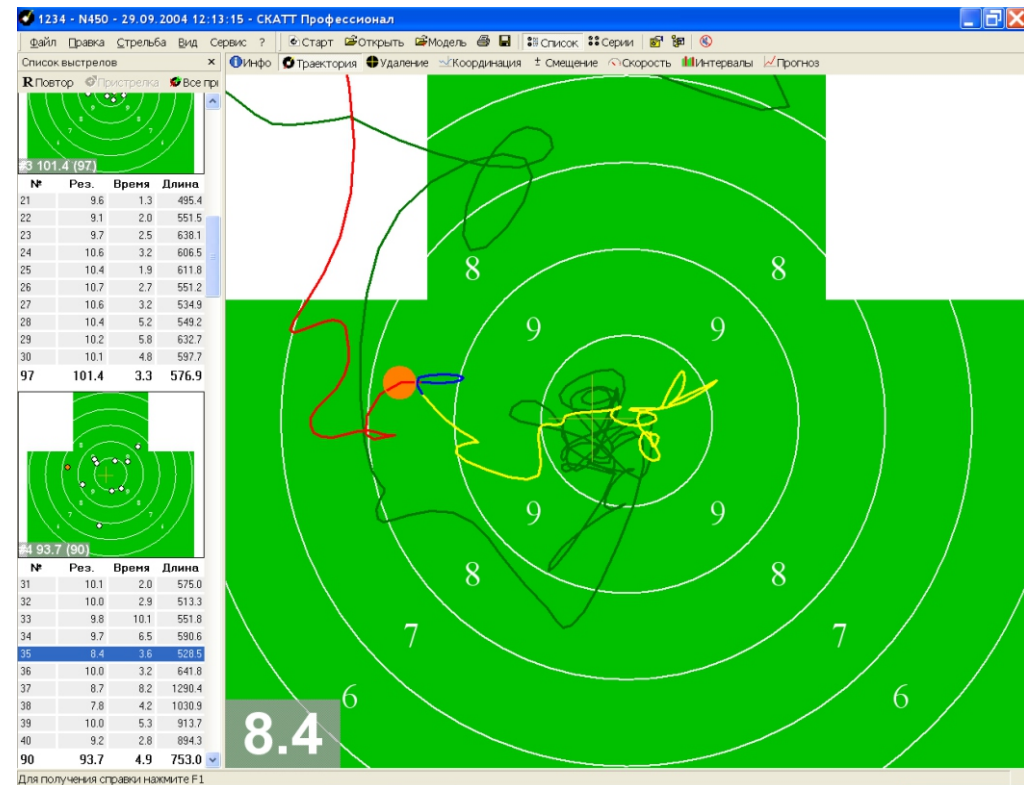 1234 - N450 - 29.09.2004 12:13:15 - СКАТТ Профессионал
Файл Правка Стрельба Вид Сервис ? Старт Открыть Модель Список Серии
Список выстрелов x Инфо Траектория Удаление Координация ± Смещение Скорость Интервалы Прогноз
R Повтор Пристрелка Все при
#3 101.4 (97)
№ Рез. Время Длина
21 9.6 1.3 495.4
22 9.1 2.0 551.5
23 9.7 2.5 638.1
24 10.6 3.2 606.5
25 10.4 1.9 611.8
26 10.7 2.7 551.2
27 10.6 3.2 534.9
28 10.4 5.2 549.2
29 10.2 5.8 632.7
30 10.1 4.8 597.7
97 101.4 3.3 576.9
#4 93.7 (90)
№ Рез. Время Длина
31 10.1 2.0 575.0
32 10.0 2.9 513.3
33 9.8 10.1 551.8
34 9.7 6.5 590.6
35 8.4 3.6 528.5
36 10.0 3.2 641.8
37 8.7 8.2 1290.4
38 7.8 4.2 1030.9
39 10.0 5.3 913.7
40 9.2 2.8 894.3
90 93.7 4.9 753.0
8 8
9 9
9 9
8 8
7 7
6 6
8.4
Для получения справки нажмите F1